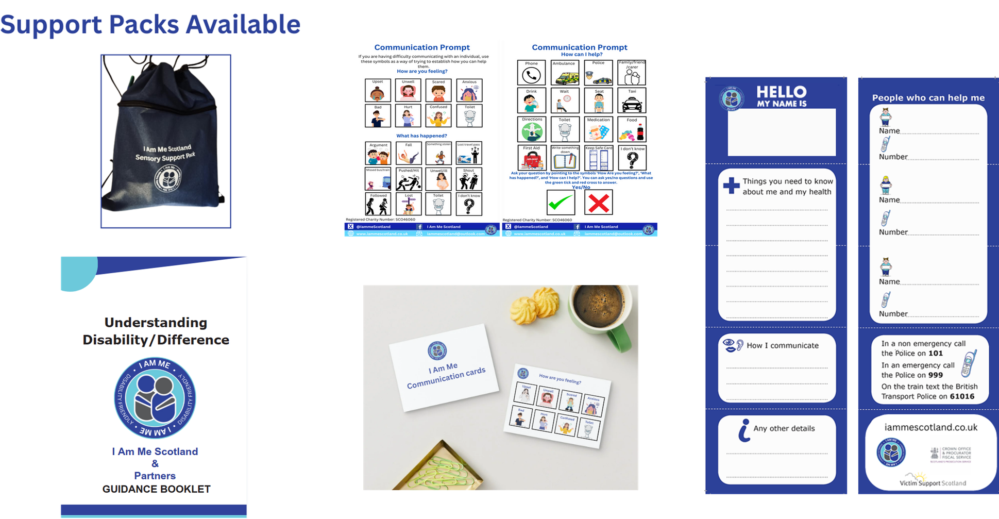 Support Packs Available
I Am Me Scotland
Sensory Support Pack
Communication Prompt
If you are having difficulty communicating with an individual, use
these symbols as a way of trying to establish how you can help
them.
How are you feeling?
Upset Unwell Scared Anxious
Bad Hurt Confused Toilet
What has happened?
Argument Fall Something stolen Lost travel pass
Missed bus/train Pushed/Hit Unwell/ill Shout
Followed Lost Toilet I don't know
Registered Charity Number: SCO46060
@IammeScotland I Am Me Scotland
www.iammescotland.co.uk iammescotland@outlook.com
Communication Prompt
How can I help?
Phone Ambulance Police Family/friend
/carer
Drink Wait Seat Taxi
Directions Toilet Medication Food
First Aid Write something
down Keep Safe Card I don't know
Ask your question by pointing to the symbols 'How Are you feeling?', 'What
has happened?', and 'How can I help?'. You can ask yes/no questions and use
the green tick and red cross to answer.
Yes/No
Registered Charity Number: SCO46060
@IammeScotland I Am Me Scotland
www.iammescotland.co.uk iammescotland@outlook.com
HELLO
MY NAME IS
Things you need to know
about me and my health
How I communicate
Any other details
People who can help me
Name
Number
Name
Number
Name
Number
In a non emergency call
the Police on 101
In an emergency call
the Police on 999
On the train text the British
Transport Police on 61016
iammescotland.co.uk
I AM ME
I AM ME
CROWN OFFICE
& PROCURATOR
FISCAL SERVICE
SCOTLAND'S PROSECUTION SERVICE
Victim Support Scotland
Understanding
Disability/Difference
I AM ME
DISABILITY FRIENDLY
I AM ME
DISABILITY FRIENDLY
I Am Me Scotland
&
Partners
GUIDANCE BOOKLET
I Am Me
Communication cards
How are you feeling?
Upset Unwell Scared Anxious
Bad Hurt Confused Toilet